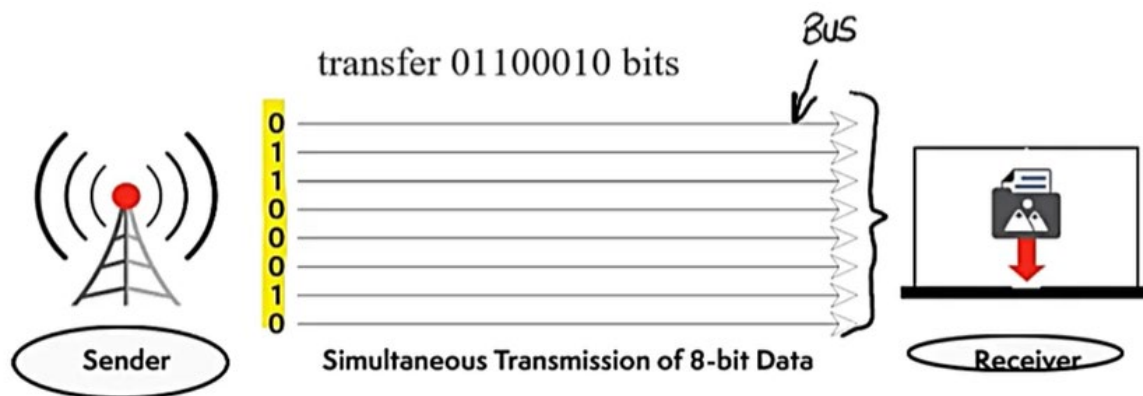 BUS
transfer 01100010 bits
0
1
1
0
0
0
1
0
Sender
Simultaneous Transmission of 8-bit Data
Receiver